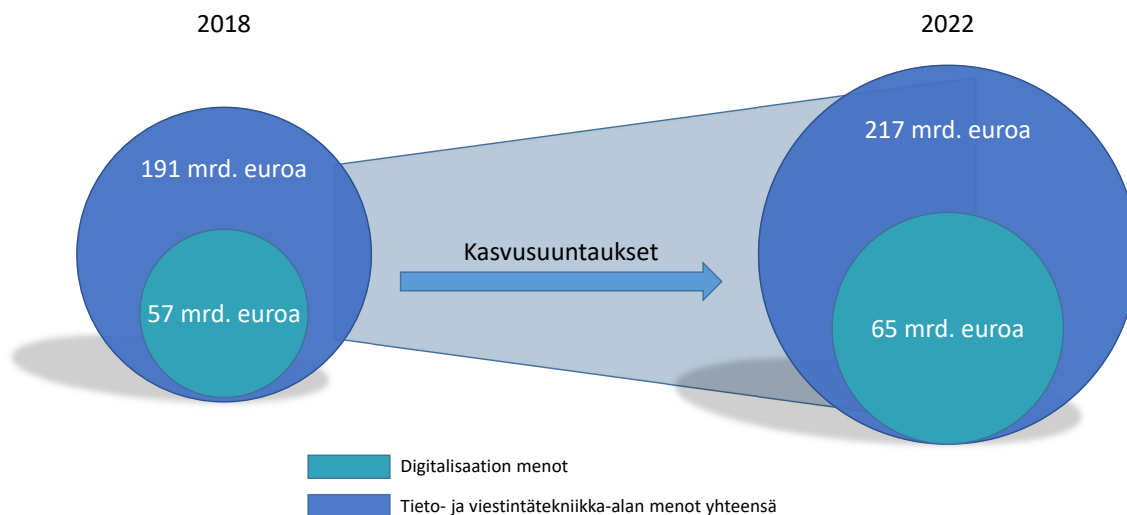 2018
2022
191 mrd. euroa
217 mrd. euroa
Kasvusuuntaukset
57 mrd. euroa
65 mrd. euroa
Digitalisaation menot
Tieto- ja viestintätekniikka-alan menot yhteensä